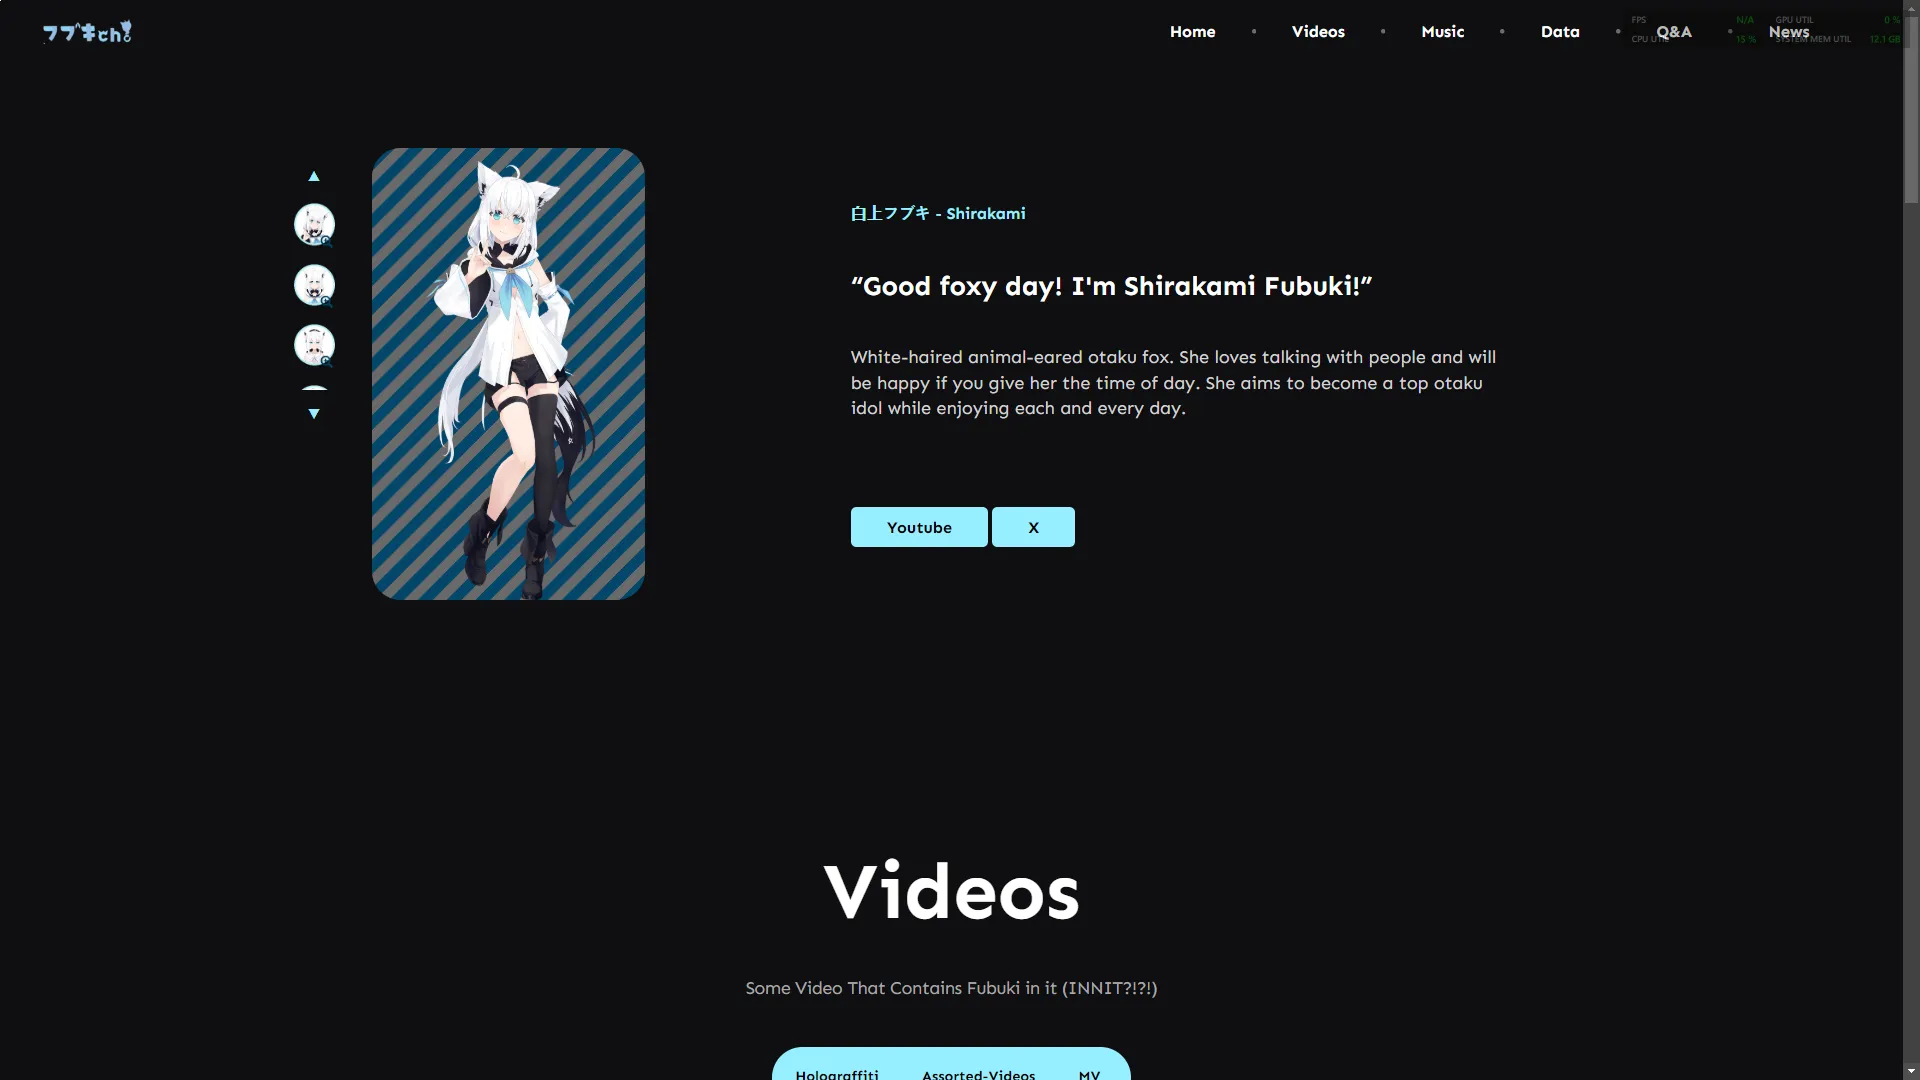 フブキch!
Home • Videos • Music • Data • Q&A • News
FPS N/A GPU UTIL 0 %
CPU UTIL 15 % SYSTEM MEM UTIL 12.1 GB
白上フブキ - Shirakami
“Good foxy day! I'm Shirakami Fubuki!”
White-haired animal-eared otaku fox. She loves talking with people and will
be happy if you give her the time of day. She aims to become a top otaku
idol while enjoying each and every day.
Youtube X
Videos
Some Video That Contains Fubuki in it (INNIT?!?!)
Holograffiti Assorted-Videos MV